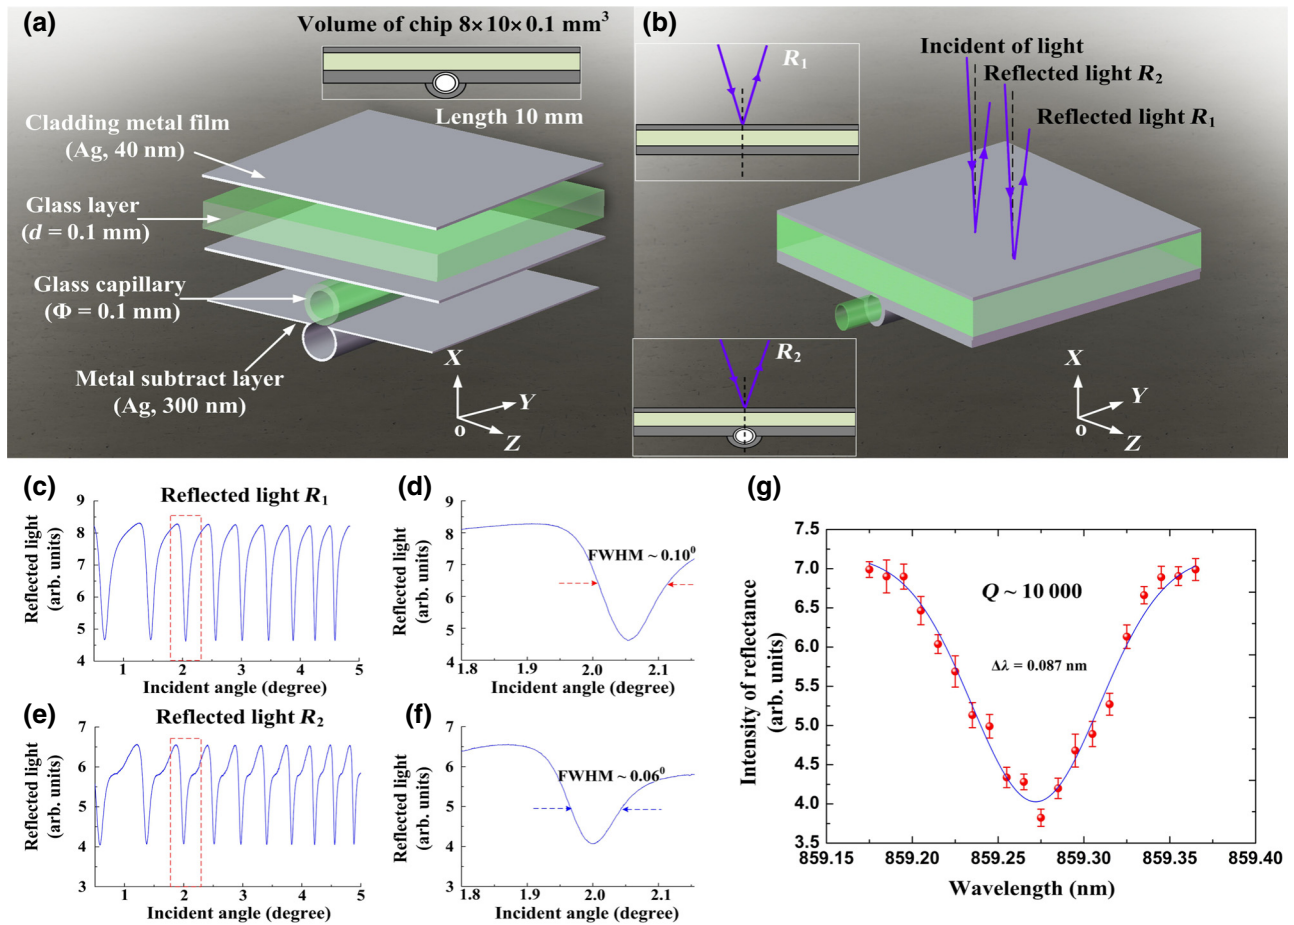 (a)
Volume of chip 8×10×0.1 mm³
Length 10 mm
Cladding metal film
(Ag, 40 nm)
Glass layer
(d = 0.1 mm)
Glass capillary
(Φ = 0.1 mm)
Metal subtract layer
(Ag, 300 nm)
X
Y
o
Z
(b)
R₁
Incident of light
Reflected light R₂
Reflected light R₁
R₂
X
Y
o
Z
(c)
Reflected light R₁
Reflected light
(arb. units)
9
8
7
6
5
4
1
2
3
4
5
Incident angle (degree)
(d)
Reflected light
(arb. units)
9
8
7
6
5
4
FWHM ~ 0.10⁰
1.8
1.9
2.0
2.1
Incident angle (degree)
(e)
Reflected light R₂
Reflected light
(arb. units)
7
6
5
4
3
1
2
3
4
5
Incident angle (degree)
(f)
Reflected light
(arb. units)
7
6
5
4
3
FWHM ~ 0.06⁰
1.8
1.9
2.0
2.1
Incident angle (degree)
(g)
Intensity of reflectance
(arb. units)
7.5
7.0
6.5
6.0
5.5
5.0
4.5
4.0
3.5
Q ~ 10 000
Δλ = 0.087 nm
859.15
859.20
859.25
859.30
859.35
859.40
Wavelength (nm)